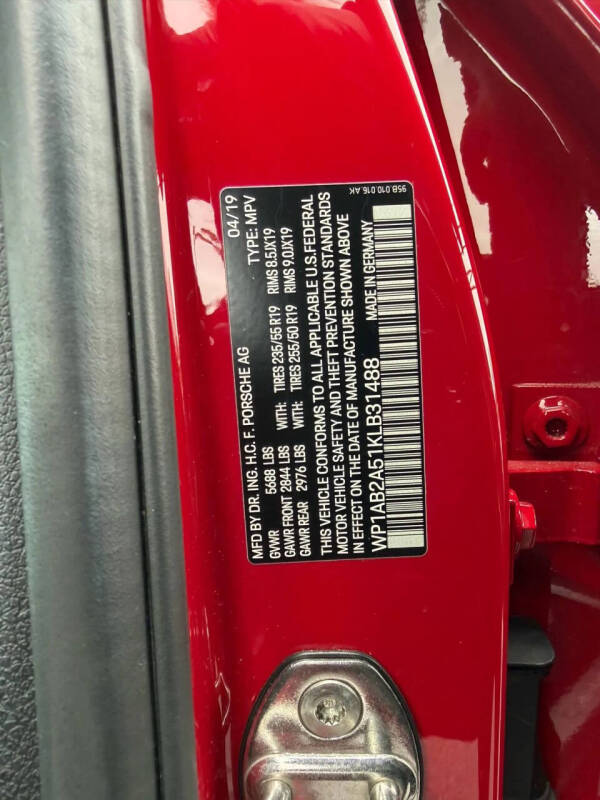 MFD BY DR. ING. H.C. F. PORSCHE AG 04/19
GVWR 5688 LBS TYPE: MPV
GAWR FRONT 2844 LBS WITH: TIRES 235/55 R19 RIMS 8.5JX19
GAWR REAR 2976 LBS WITH: TIRES 255/50 R19 RIMS 9.0JX19
THIS VEHICLE CONFORMS TO ALL APPLICABLE U.S.FEDERAL
MOTOR VEHICLE SAFETY AND THEFT PREVENTION STANDARDS
IN EFFECT ON THE DATE OF MANUFACTURE SHOWN ABOVE
MADE IN GERMANY
WP1AB2A51KLB31488
95B.010.016.AK